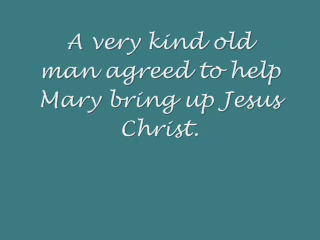 A very kind old
man agreed to help
Mary bring up Jesus
Christ.